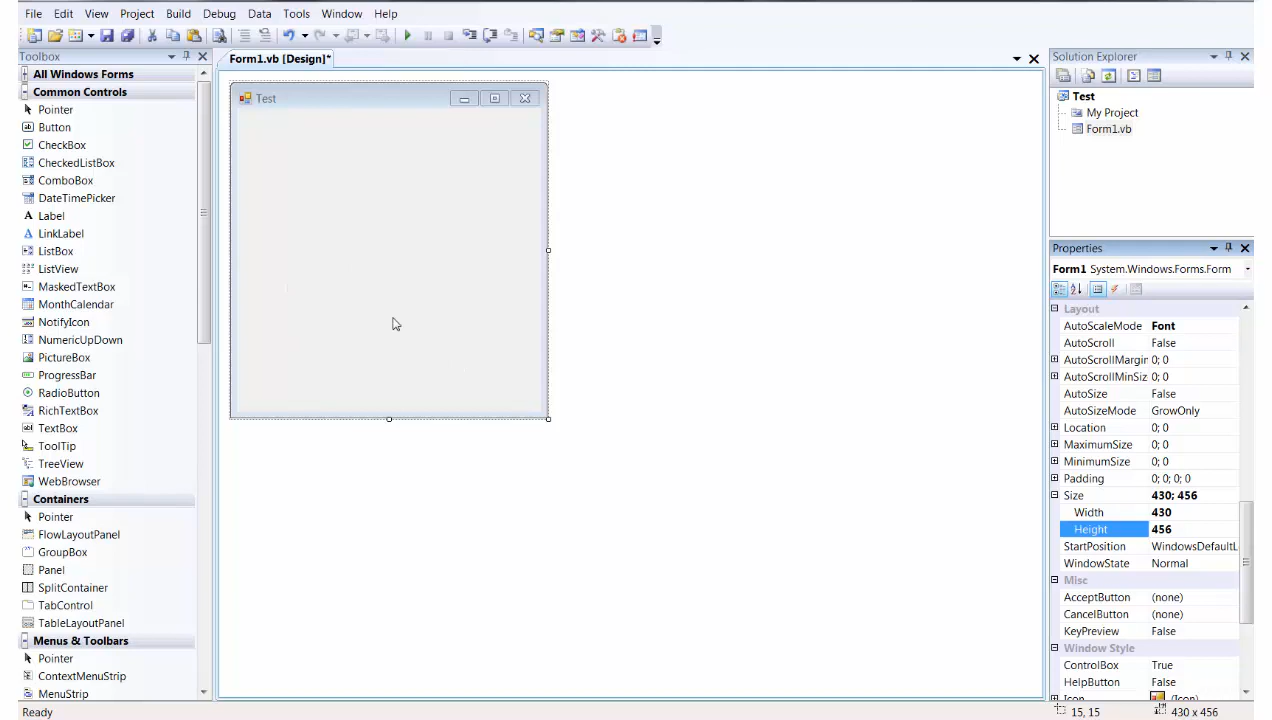 File Edit View Project Build Debug Data Tools Window Help
Toolbox
All Windows Forms
Common Controls
Pointer
Button
CheckBox
CheckedListBox
ComboBox
DateTimePicker
Label
LinkLabel
ListBox
ListView
MaskedTextBox
MonthCalendar
NotifyIcon
NumericUpDown
PictureBox
ProgressBar
RadioButton
RichTextBox
TextBox
ToolTip
TreeView
WebBrowser
Containers
Pointer
FlowLayoutPanel
GroupBox
Panel
SplitContainer
TabControl
TableLayoutPanel
Menus & Toolbars
Pointer
ContextMenuStrip
MenuStrip
Form1.vb [Design]*
Test
Solution Explorer
Test
My Project
Form1.vb
Properties
Form1 System.Windows.Forms.Form
Layout
AutoScaleMode Font
AutoScroll False
AutoScrollMargin 0; 0
AutoScrollMinSiz 0; 0
AutoSize False
AutoSizeMode GrowOnly
Location 0; 0
MaximumSize 0; 0
MinimumSize 0; 0
Padding 0; 0; 0; 0
Size 430; 456
Width 430
Height 456
StartPosition WindowsDefaultL
WindowState Normal
Misc
AcceptButton (none)
CancelButton (none)
KeyPreview False
Window Style
ControlBox True
HelpButton False
Icon (Icon)
Ready 15, 15 430 x 456